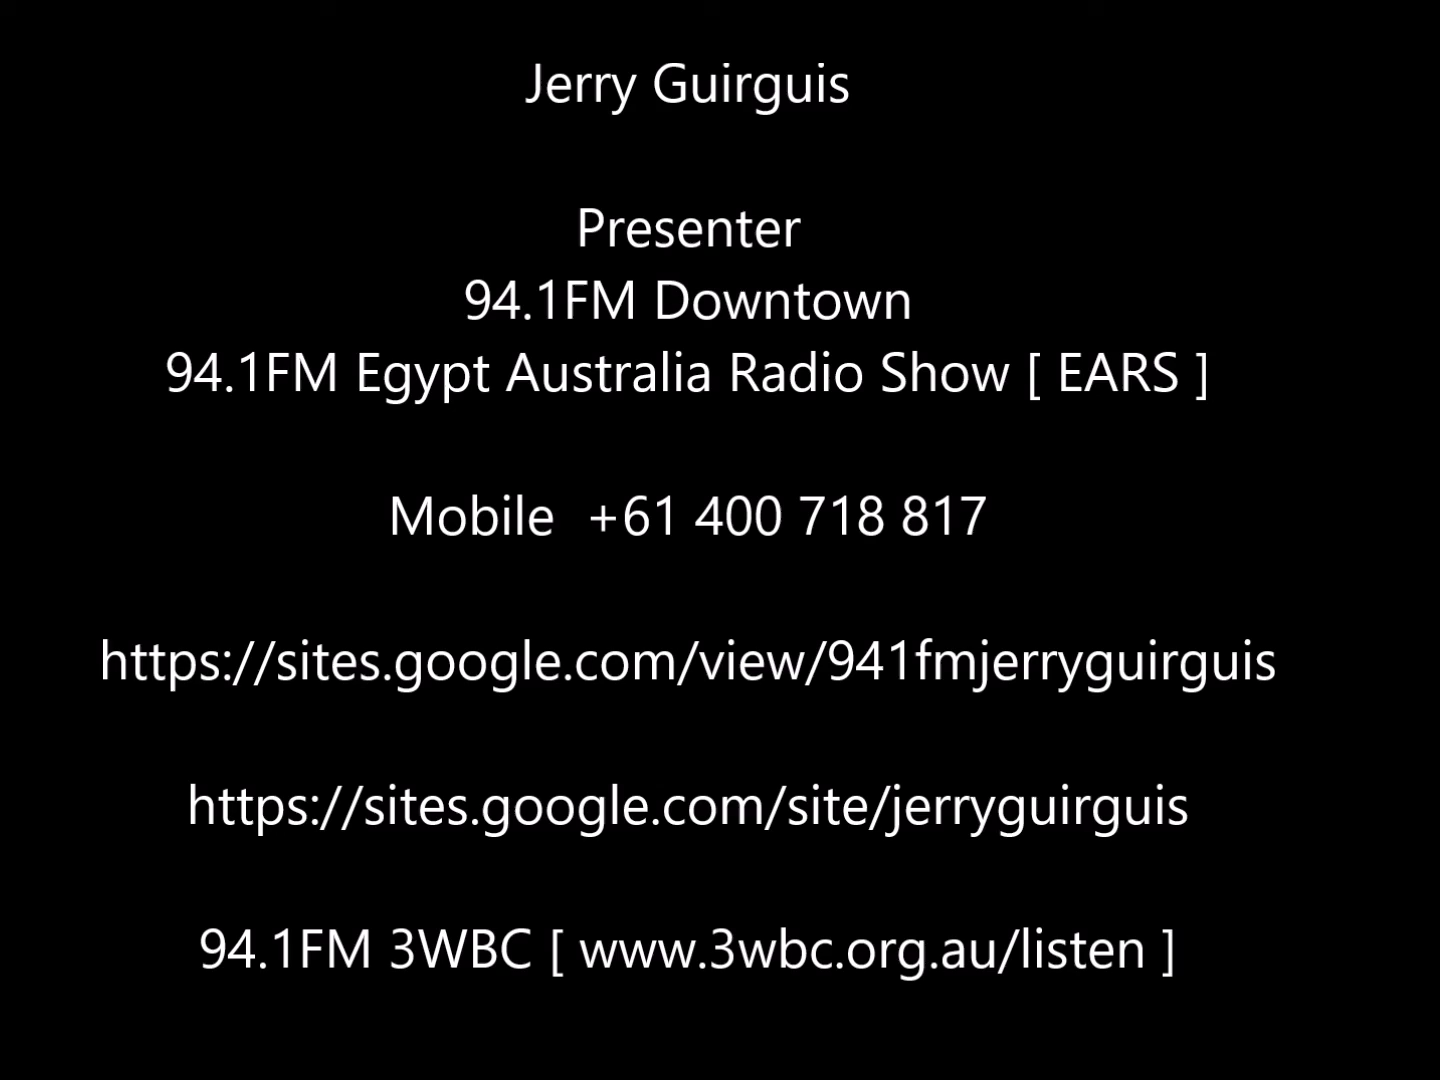 Jerry Guirguis
Presenter
94.1FM Downtown
94.1FM Egypt Australia Radio Show [ EARS ]
Mobile  +61 400 718 817
https://sites.google.com/view/941fmjerryguirguis
https://sites.google.com/site/jerryguirguis
94.1FM 3WBC [ www.3wbc.org.au/listen ]